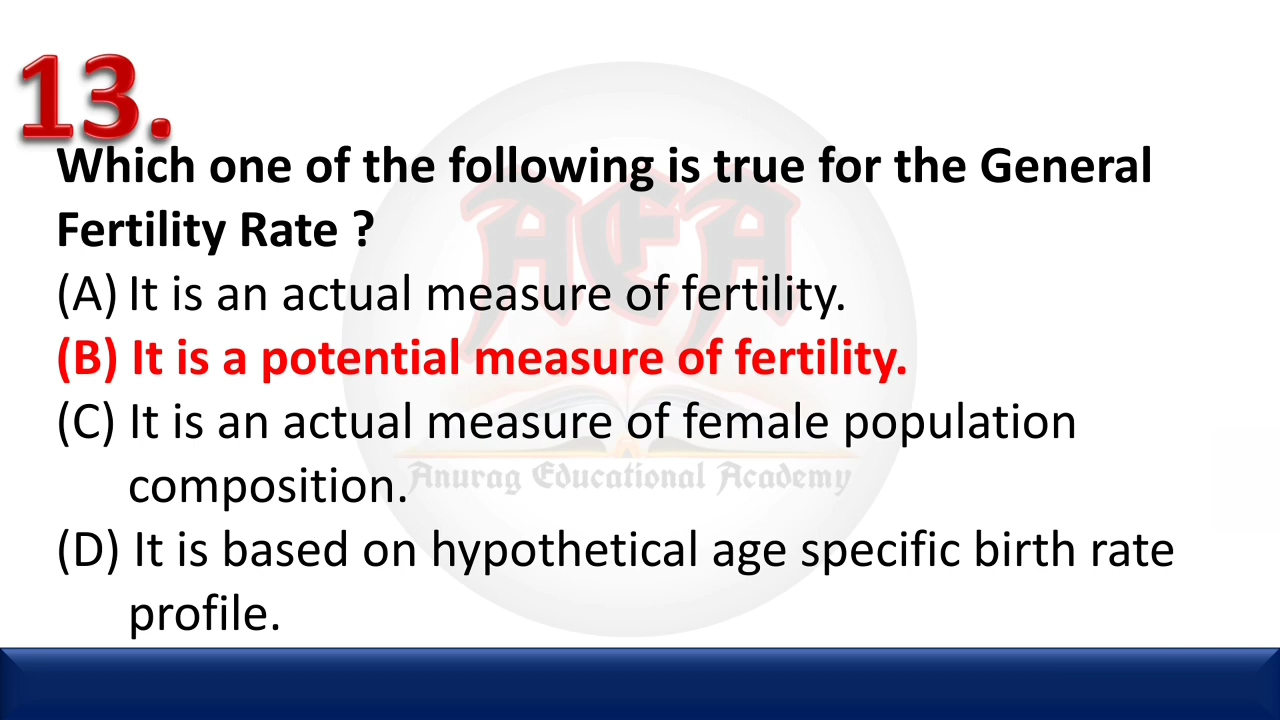 13.
Which one of the following is true for the General
Fertility Rate ?
(A) It is an actual measure of fertility.
(B) It is a potential measure of fertility.
(C) It is an actual measure of female population
composition.
(D) It is based on hypothetical age specific birth rate
profile.
AEA
Anurag Educational Academy